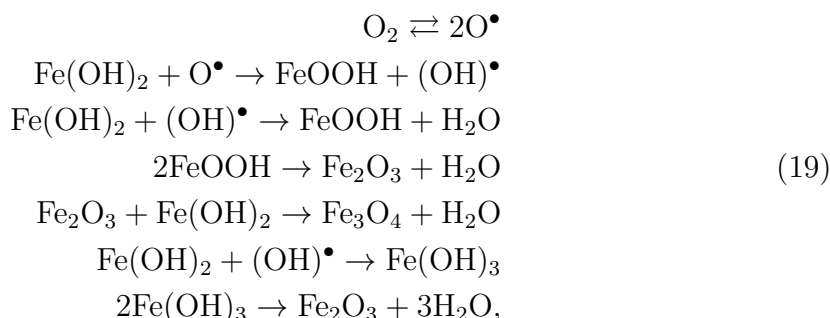 O₂ ⇄ 2O•
Fe(OH)₂ + O• → FeOOH + (OH)•
Fe(OH)₂ + (OH)• → FeOOH + H₂O
2FeOOH → Fe₂O₃ + H₂O (19)
Fe₂O₃ + Fe(OH)₂ → Fe₃O₄ + H₂O
Fe(OH)₂ + (OH)• → Fe(OH)₃
2Fe(OH)₃ → Fe₂O₃ + 3H₂O,